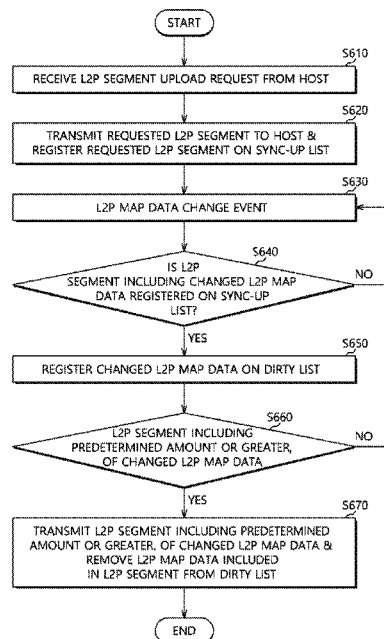 START
S610
RECEIVE L2P SEGMENT UPLOAD REQUEST FROM HOST
S620
TRANSMIT REQUESTED L2P SEGMENT TO HOST &
REGISTER REQUESTED L2P SEGMENT ON SYNC-UP LIST
S630
L2P MAP DATA CHANGE EVENT
S640
IS L2P
SEGMENT INCLUDING CHANGED L2P MAP
DATA REGISTERED ON SYNC-UP
LIST?
NO
YES
S650
REGISTER CHANGED L2P MAP DATA ON DIRTY LIST
S660
L2P SEGMENT INCLUDING
PREDETERMINED AMOUNT OR GREATER,
OF CHANGED L2P MAP DATA
NO
YES
S670
TRANSMIT L2P SEGMENT INCLUDING PREDETERMINED
AMOUNT OR GREATER, OF CHANGED L2P MAP DATA &
REMOVE L2P MAP DATA INCLUDED
IN L2P SEGMENT FROM DIRTY LIST
END